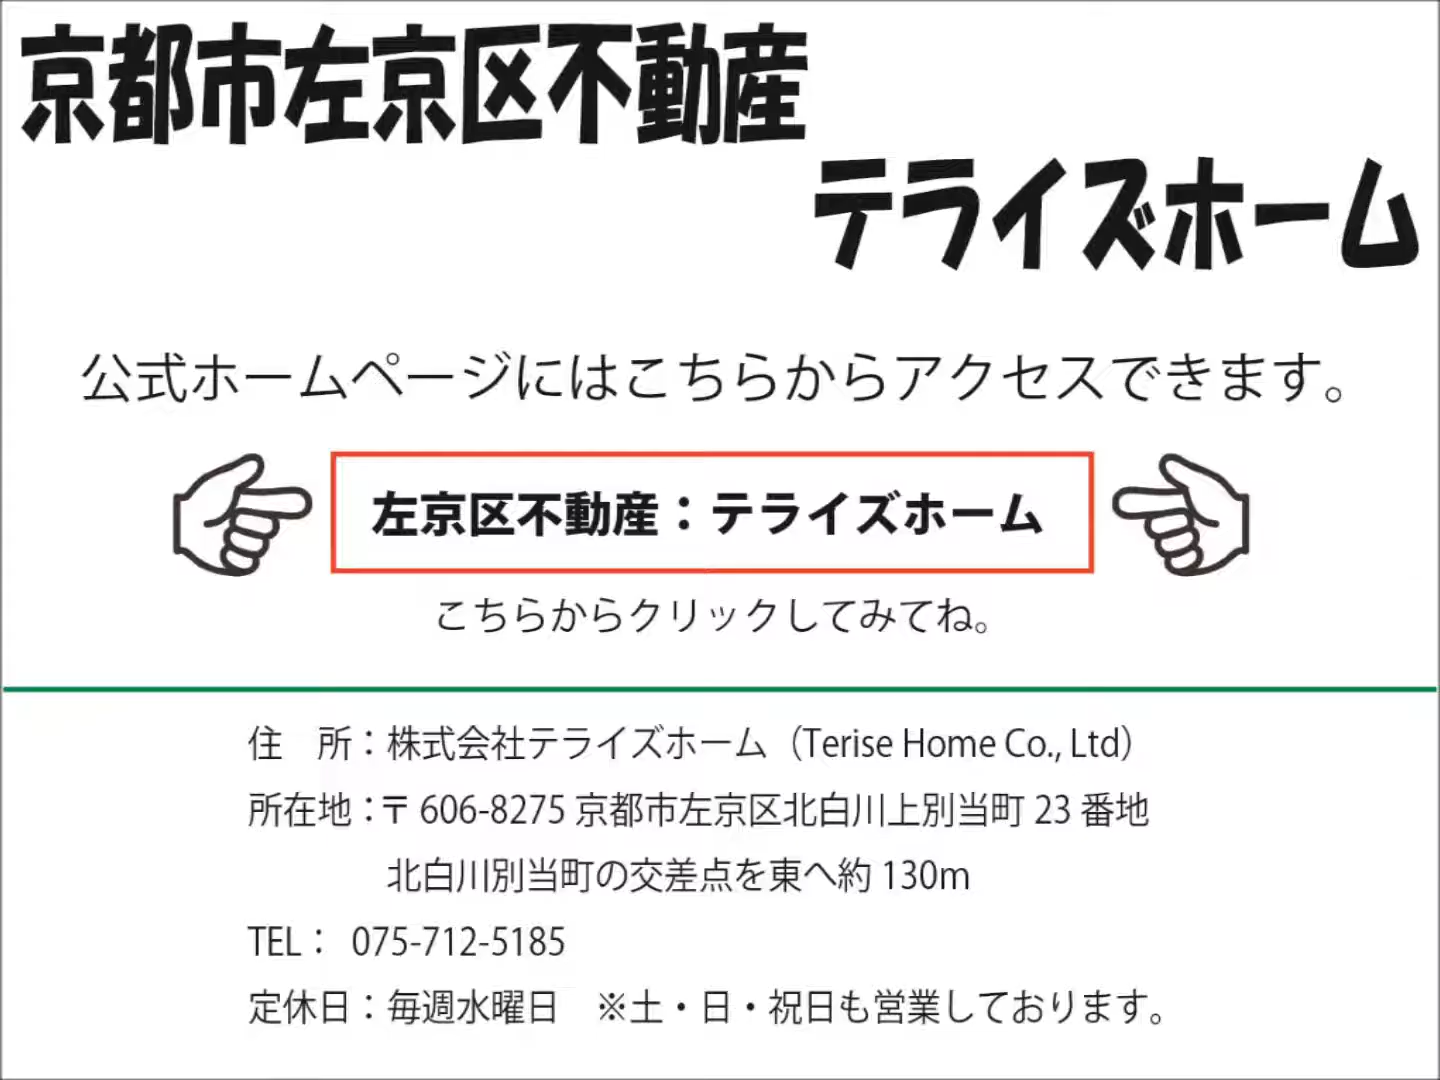 京都市左京区不動産
テライズホーム
公式ホームページにはこちらからアクセスできます。
左京区不動産：テライズホーム
こちらからクリックしてみてね。
住　所：株式会社テライズホーム（Terise Home Co., Ltd）
所在地：〒 606-8275 京都市左京区北白川上別当町 23 番地
北白川別当町の交差点を東へ約 130m
TEL： 075-712-5185
定休日：毎週水曜日　※土・日・祝日も営業しております。